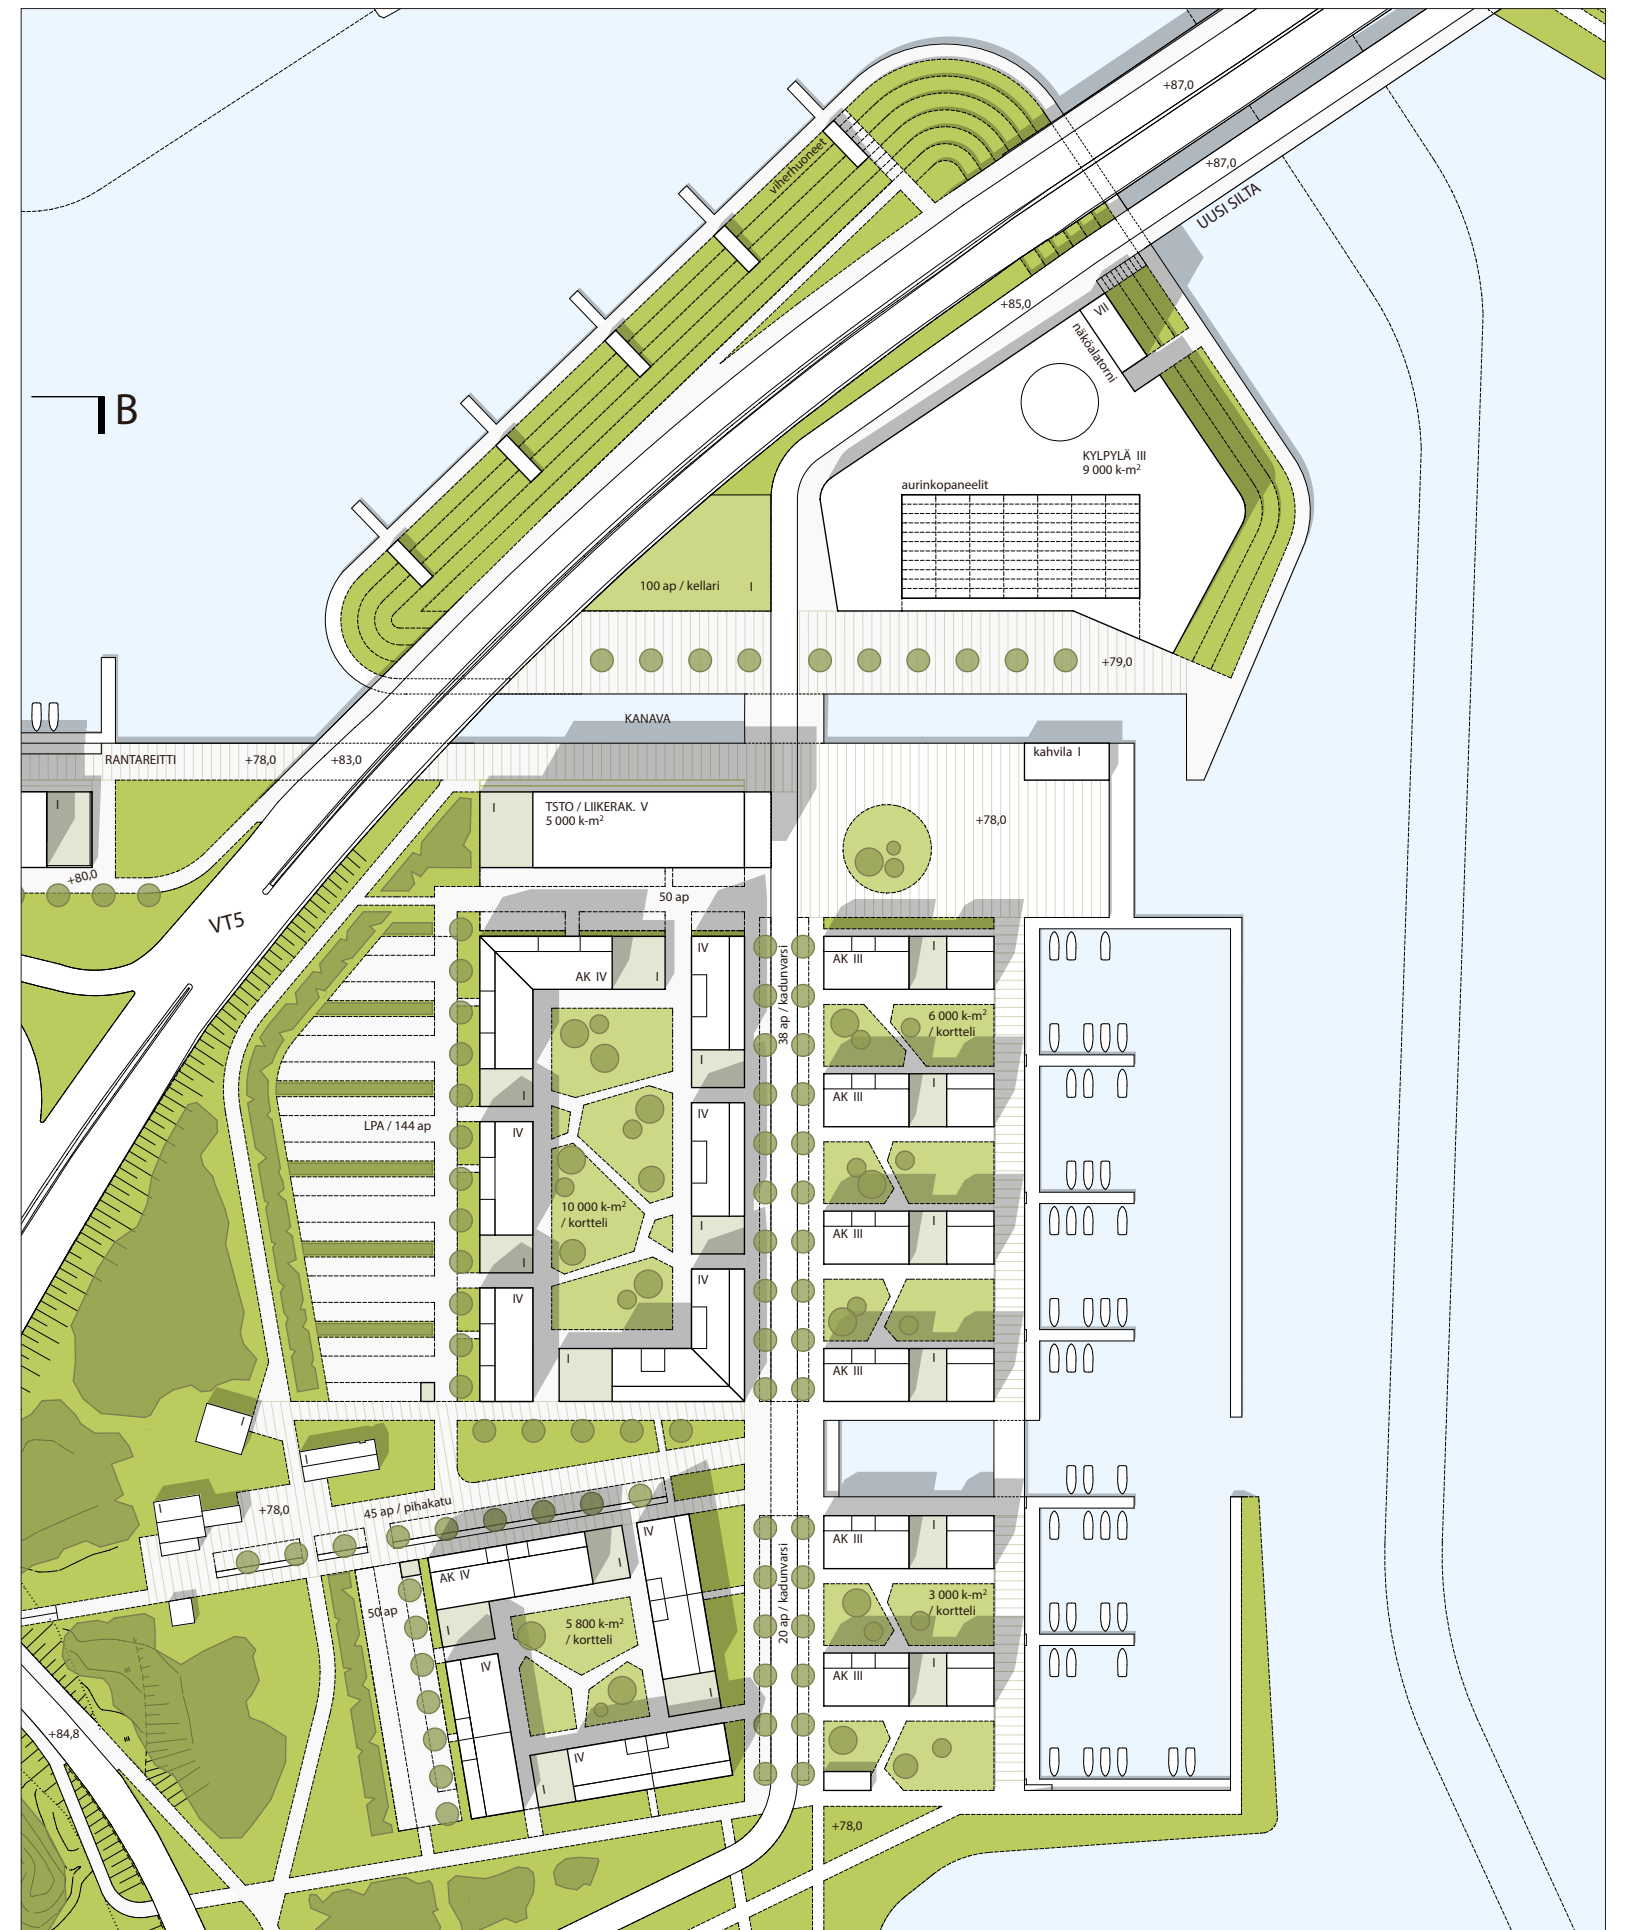 +87,0
+87,0
UUSI SILTA
viherhuoneet
+85,0
VII
näköalatorni
B
KYLPYLÄ III
9 000 k-m²
aurinkopaneelit
100 ap / kellari I
+79,0
KANAVA
RANTAREITTI
+78,0
+83,0
kahvila I
I
I
TSTO / LIIKERAK. V
5 000 k-m²
+78,0
+80,0
VT5
50 ap
38 ap / kadunvarsi
AK IV
I
IV
I
AK III
I
6 000 k-m²
/ kortteli
I
I
AK III
LPA / 144 ap
IV
IV
I
AK III
10 000 k-m²
/ kortteli
I
I
IV
IV
I
I
AK III
I
I
+78,0
I
45 ap / pihakatu
IV
I
AK III
I
AK IV
50 ap
I
20 ap / kadunvarsi
5 800 k-m²
/ kortteli
3 000 k-m²
/ kortteli
IV
I
I
AK III
+84,8
IV
I
+78,0